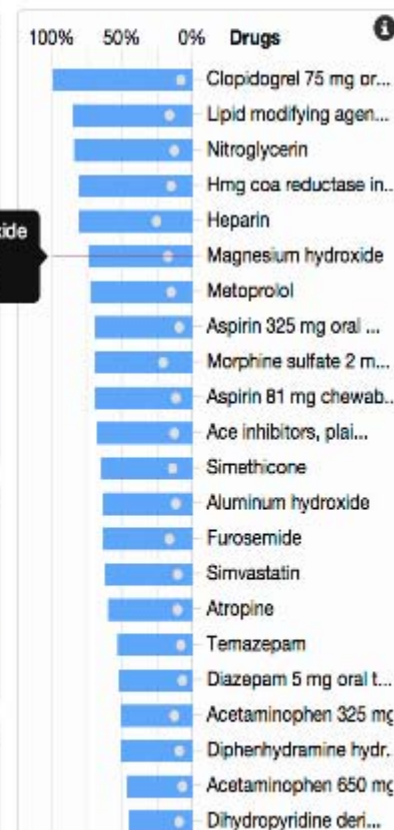 100% 50% 0% Drugs
Clopidogrel 75 mg or...
Lipid modifying agen...
Nitroglycerin
Hmg coa reductase in...
Heparin
ide
Magnesium hydroxide
Metoprolol
Aspirin 325 mg oral ...
Morphine sulfate 2 m...
Aspirin 81 mg chewab...
Ace inhibitors, plai...
Simethicone
Aluminum hydroxide
Furosemide
Simvastatin
Atropine
Temazepam
Diazepam 5 mg oral t...
Acetaminophen 325 mg
Diphenhydramine hydr...
Acetaminophen 650 mg
Dihydropyridine deri...